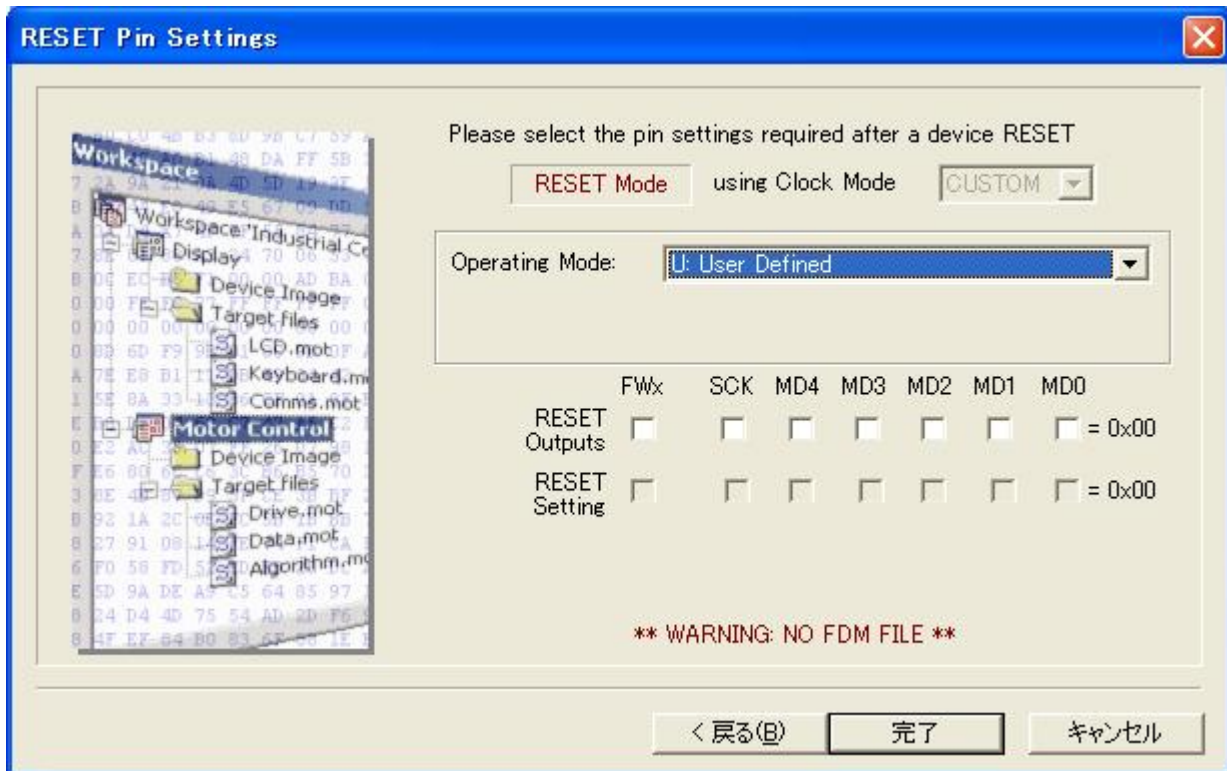 RESET Pin Settings
Please select the pin settings required after a device RESET
RESET Mode using Clock Mode CUSTOM
Operating Mode: U: User Defined
FWx SCK MD4 MD3 MD2 MD1 MD0
RESET
Outputs
= 0x00
RESET
Setting
= 0x00
** WARNING: NO FDM FILE **
Workspace
Workspace 'Industrial Co
Display
Device Image
Target files
LCD.mot
Keyboard.m
Comms.mot
Motor Control
Device Image
Target files
Drive.mot
Data.mot
Algorithm.mo
< 戻る(B)
完了
キャンセル